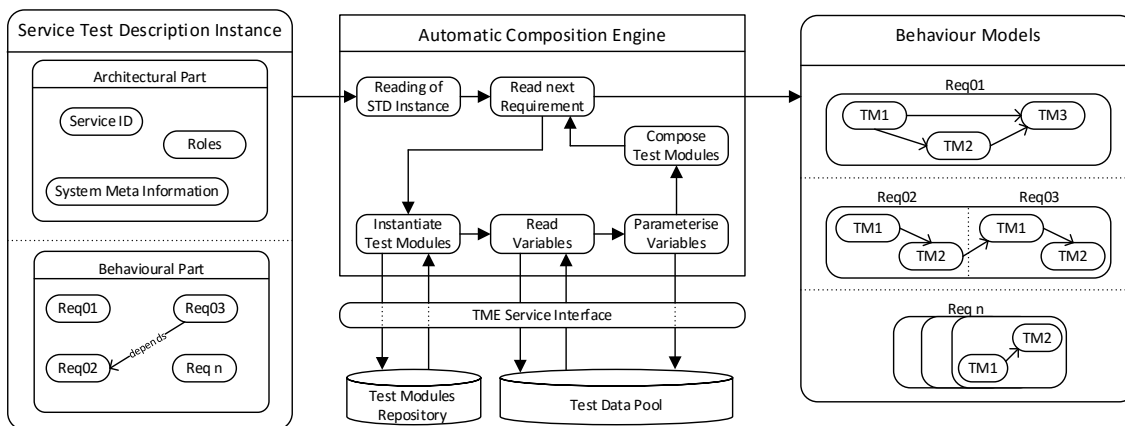 Service Test Description Instance
Architectural Part
Service ID
Roles
System Meta Information
Behavioural Part
Req01
Req03
depends
Req02
Req n
Automatic Composition Engine
Reading of
STD Instance
Read next
Requirement
Compose
Test Modules
Instantiate
Test Modules
Read
Variables
Parameterise
Variables
TME Service Interface
Test Modules
Repository
Test Data Pool
Behaviour Models
Req01
TM1
TM3
TM2
Req02
Req03
TM1
TM2
TM1
TM2
Req n
TM2
TM1